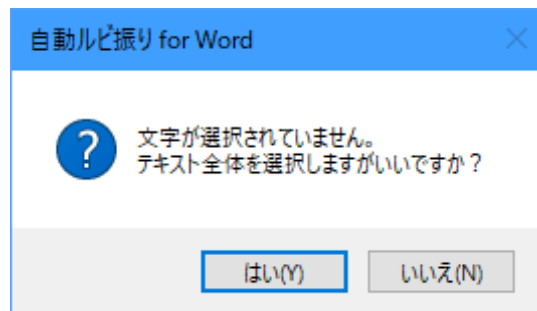 自動ルビ振り for Word
文字が選択されていません。
テキスト全体を選択しますがいいですか？
はい(Y)
いいえ(N)